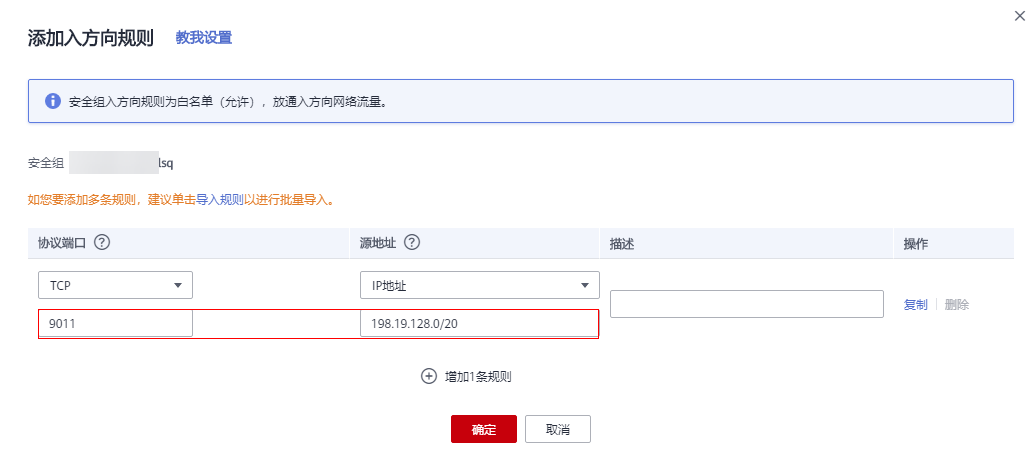 添加入方向规则 教我设置
安全组入方向规则为白名单（允许），放通入方向网络流量。
安全组 lsq
如您要添加多条规则，建议单击导入规则以进行批量导入。
协议端口 源地址 描述 操作
TCP IP地址
复制 删除
9011 198.19.128.0/20
增加1条规则
确定 取消